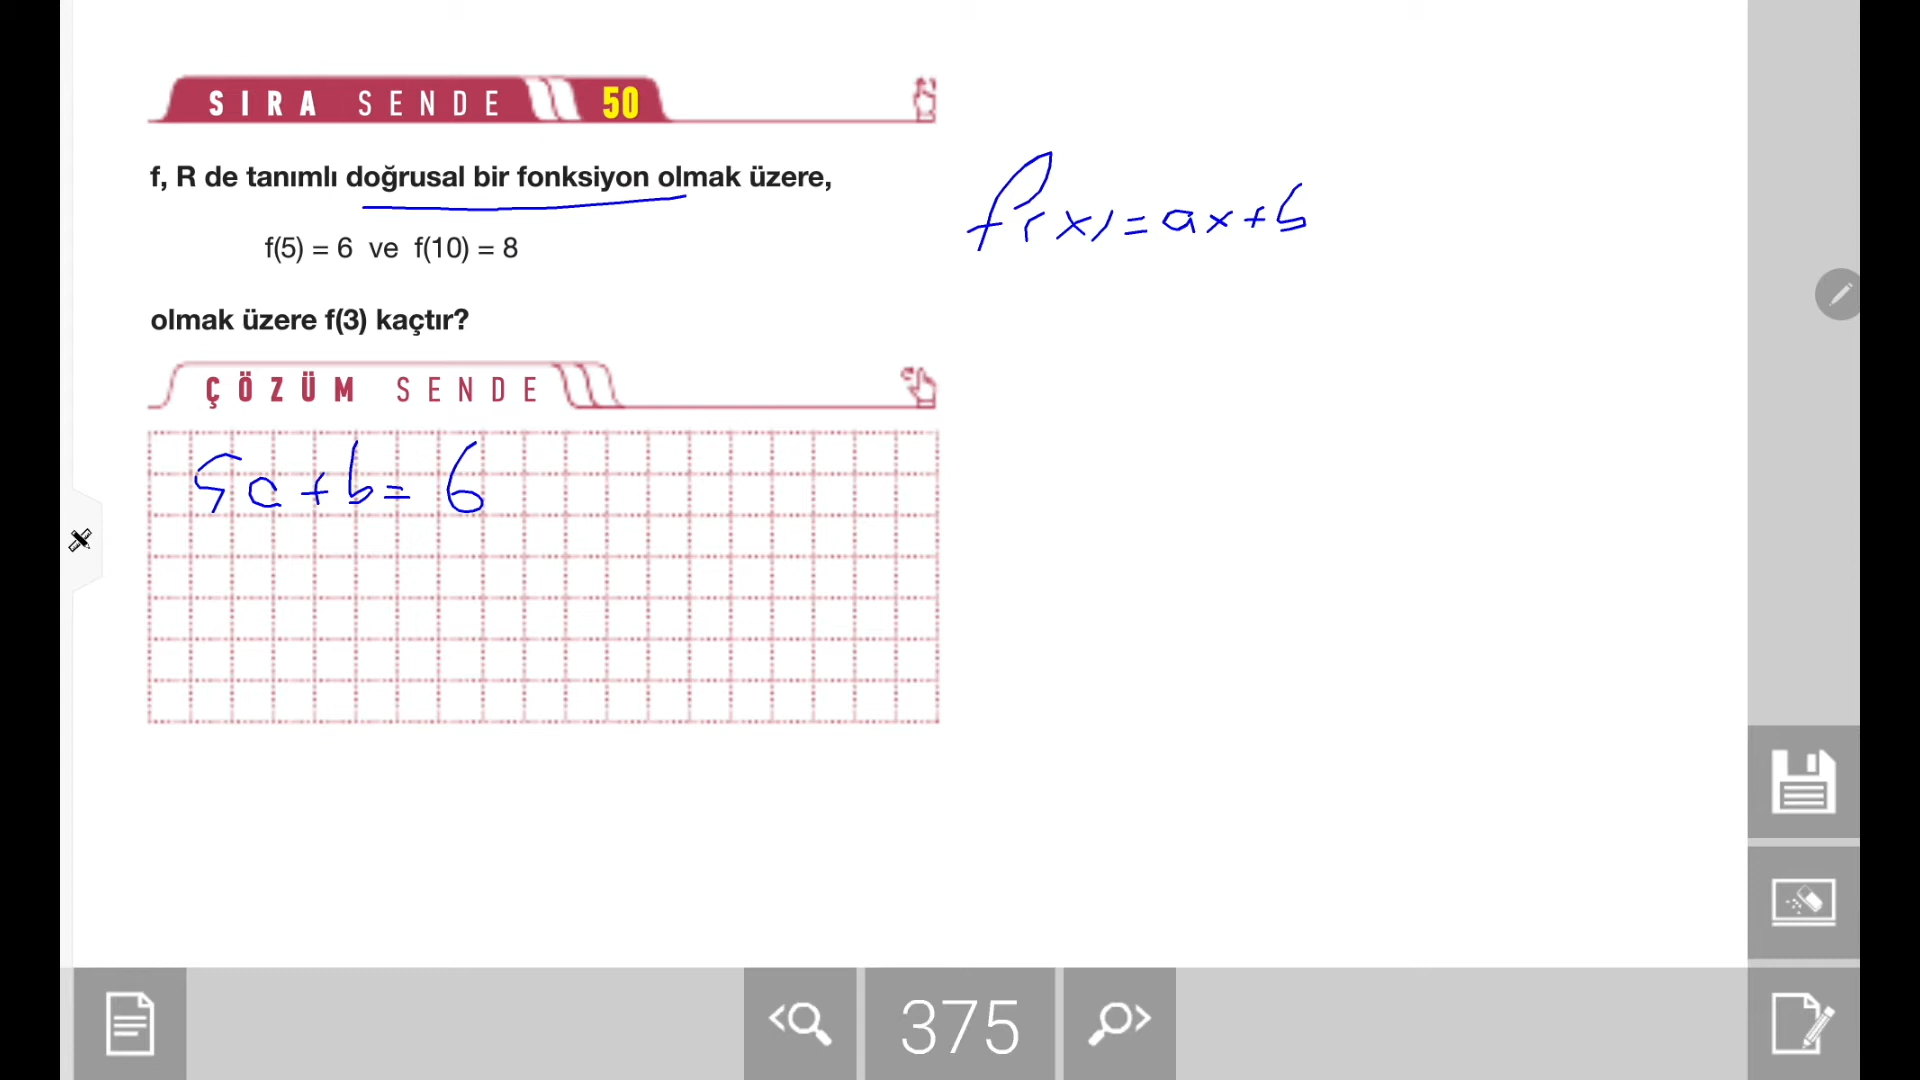 SIRA SENDE 50
f, R de tanımlı doğrusal bir fonksiyon olmak üzere,
f(x)=ax+b
f(5) = 6 ve f(10) = 8
olmak üzere f(3) kaçtır?
ÇÖZÜM SENDE
5a+b=6
375